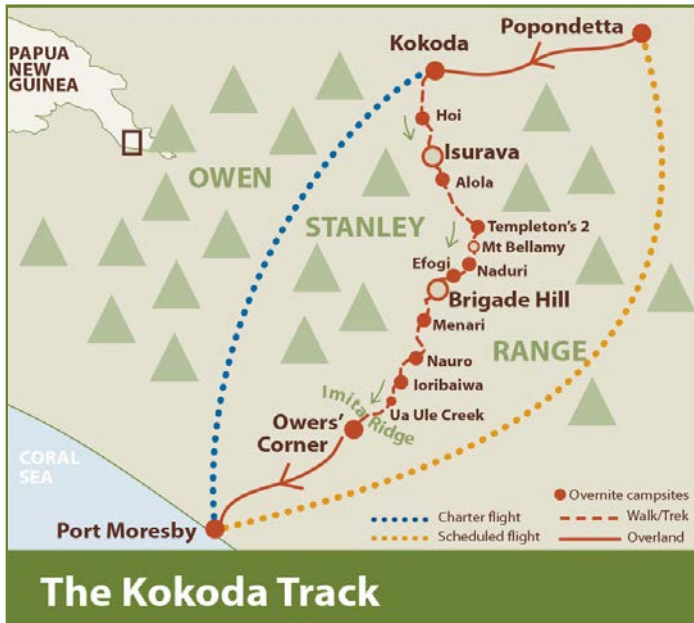 Popondetta
Kokoda
PAPUA
NEW
GUINEA
Hoi
Isurava
OWEN
Alola
STANLEY
Templeton's 2
Mt Bellamy
Efogi
Naduri
Brigade Hill
Menari
RANGE
Nauro
Ioribaiwa
Imita Ridge
Ua Ule Creek
Owers'
Corner
CORAL
SEA
Port Moresby
Overnite campsites
Charter flight
Walk/Trek
Scheduled flight
Overland
The Kokoda Track